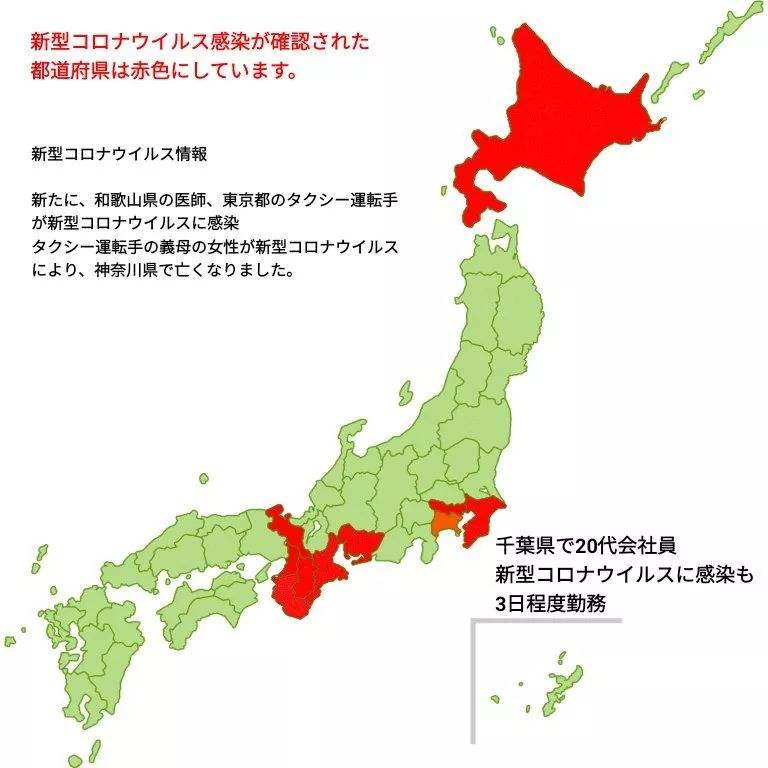 新型コロナウイルス感染が確認された
都道府県は赤色にしています。
新型コロナウイルス情報
新たに、和歌山県の医師、東京都のタクシー運転手
が新型コロナウイルスに感染
タクシー運転手の義母の女性が新型コロナウイルス
により、神奈川県で亡くなりました。
千葉県で20代会社員
新型コロナウイルスに感染も
3日程度勤務